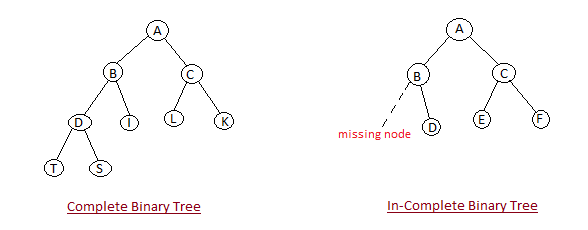 A
B
C
D
I
L
K
T
S
Complete Binary Tree
A
B
C
missing node
D
E
F
In-Complete Binary Tree